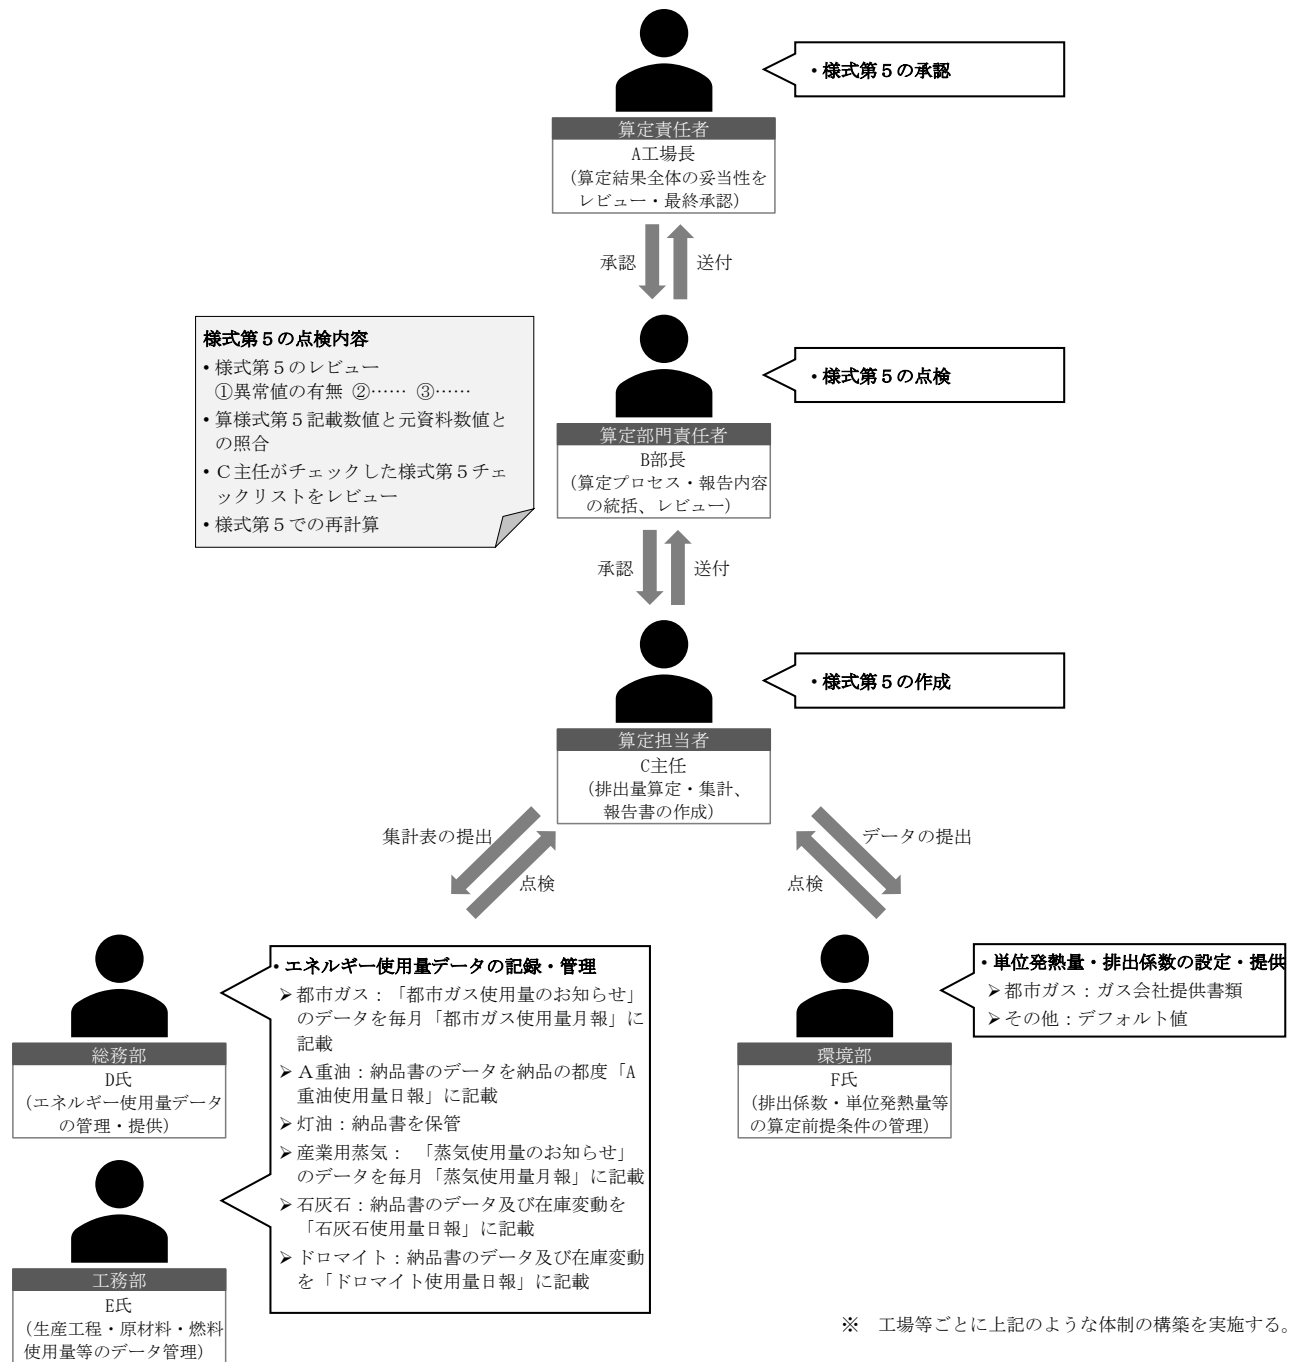 ・様式第５の承認
算定責任者
A工場長
（算定結果全体の妥当性を
レビュー・最終承認）
承認
送付
様式第５の点検内容
・様式第５のレビュー
①異常値の有無 ②…… ③……
・算様式第５記載数値と元資料数値と
の照合
・Ｃ主任がチェックした様式第５チェ
ックリストをレビュー
・様式第５での再計算
・様式第５の点検
算定部門責任者
B部長
（算定プロセス・報告内容
の統括、レビュー）
承認
送付
・様式第５の作成
算定担当者
C主任
（排出量算定・集計、
報告書の作成）
集計表の提出
点検
データの提出
点検
総務部
D氏
（エネルギー使用量データ
の管理・提供）
工務部
E氏
（生産工程・原材料・燃料
使用量等のデータ管理）
・エネルギー使用量データの記録・管理
➢都市ガス：「都市ガス使用量のお知らせ」
のデータを毎月「都市ガス使用量月報」に
記載
➢Ａ重油：納品書のデータを納品の都度「A
重油使用量日報」に記載
➢灯油：納品書を保管
➢産業用蒸気： 「蒸気使用量のお知らせ」
のデータを毎月「蒸気使用量月報」に記載
➢石灰石：納品書のデータ及び在庫変動を
「石灰石使用量日報」に記載
➢ドロマイト：納品書のデータ及び在庫変動
を「ドロマイト使用量日報」に記載
環境部
F氏
（排出係数・単位発熱量等
の算定前提条件の管理）
・単位発熱量・排出係数の設定・提供
➢都市ガス：ガス会社提供書類
➢その他：デフォルト値
※　工場等ごとに上記のような体制の構築を実施する。